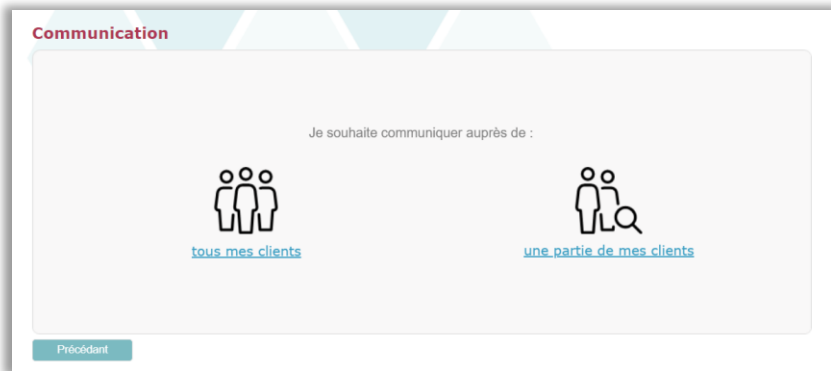 Communication
Je souhaite communiquer auprès de :
tous mes clients
une partie de mes clients
Précédant